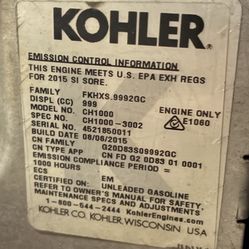 KOHLER
EMISSION CONTROL INFORMATION
THIS ENGINE MEETS U.S. EPA EXH REGS
FOR 2015 SI SORE.
FAMILY FKHXS.9992GC
DISPL (CC) 999 ENGINE ONLY
MODEL NO. CH1000 E1060
SPEC NO. CH1000-3002
SERIAL NO. 4521850011
BUILD DATE 08/06/2015
CN FAMILY G20D83S09992GC
CN TYPE APP CN FD G2 0D83 01 0001
EMISSION COMPLIANCE PERIOD =
1000 HOURS
ECS EM
CERTIFIED ON UNLEADED GASOLINE
REFER TO OWNER'S MANUAL FOR SAFETY,
MAINTENANCE SPECS AND ADJUSTMENTS
1-800-544-2444 KohlerEngines.com
KOHLER CO. KOHLER, WISCONSIN USA